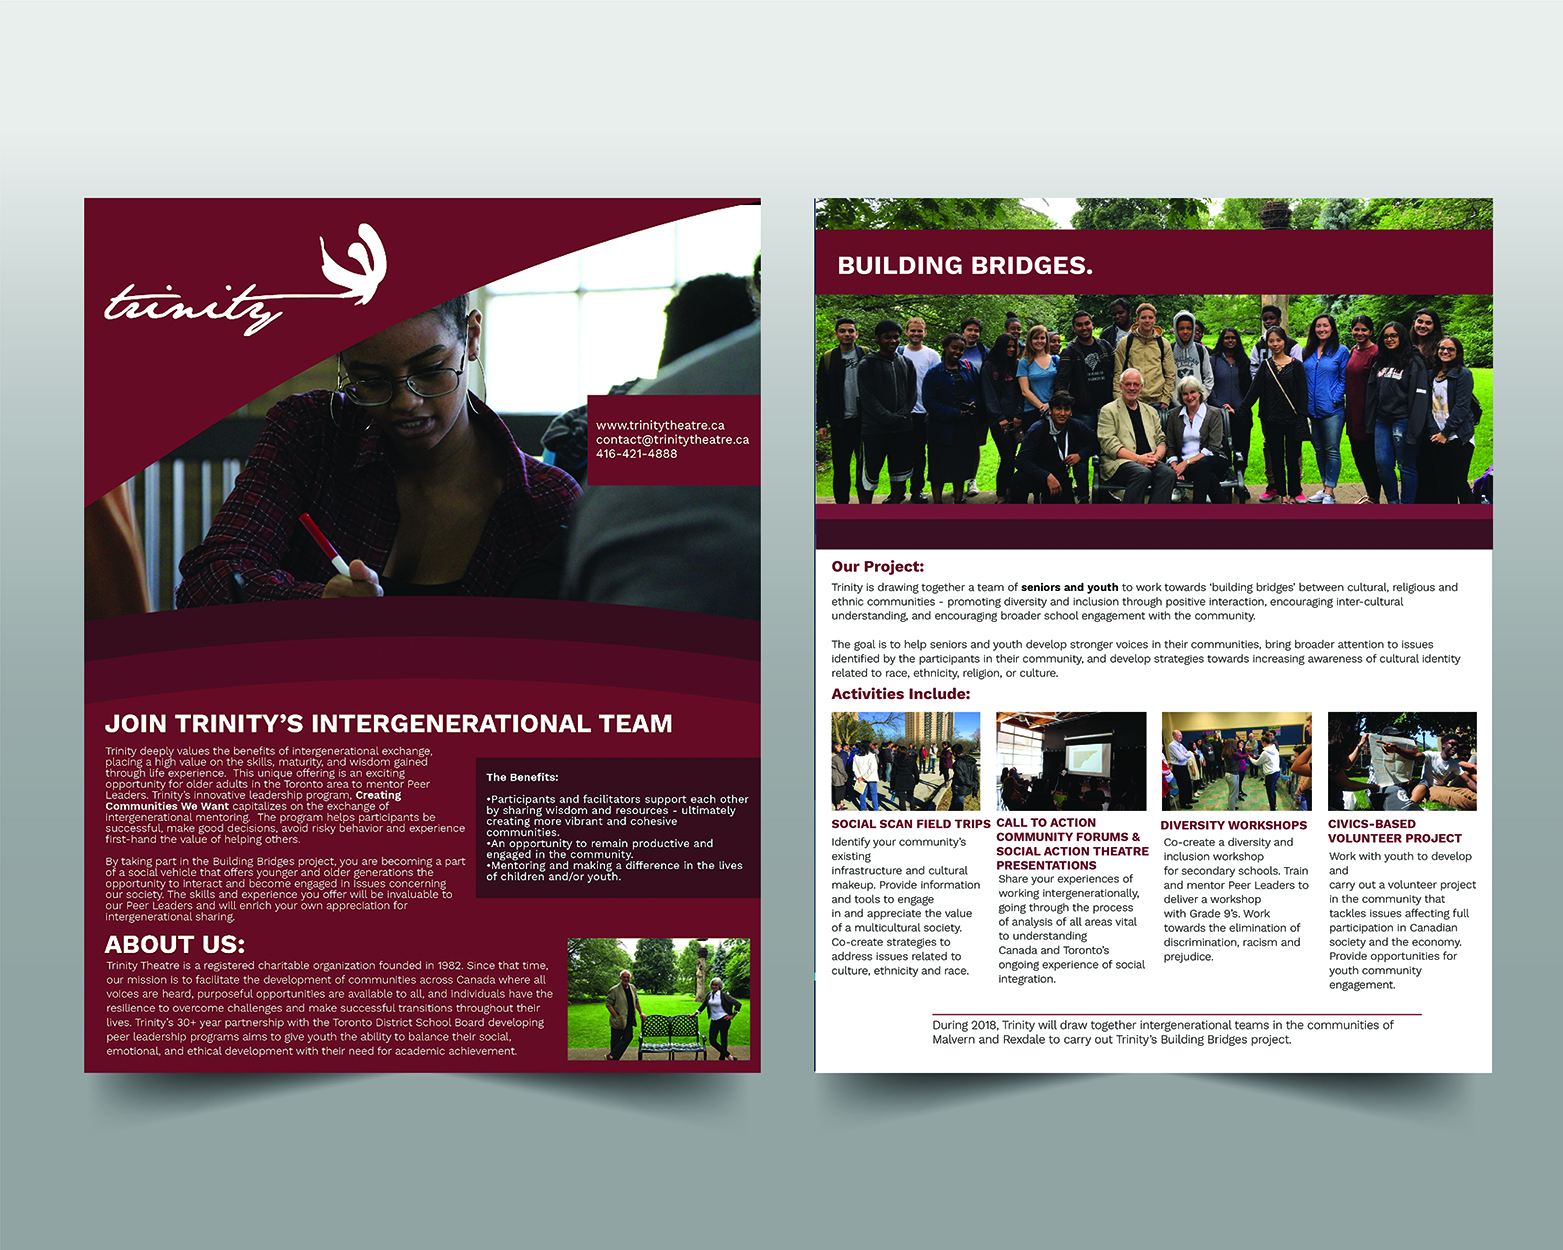 trinity
www.trinitytheatre.ca
contact@trinitytheatre.ca
416-421-4888
JOIN TRINITY'S INTERGENERATIONAL TEAM
Trinity deeply values the benefits of intergenerational exchange,
placing a high value on the skills, maturity, and wisdom gained
through life experience.  This unique offering is an exciting
opportunity for older adults in the Toronto area to mentor Peer
Leaders. Trinity's innovative leadership program, Creating
Communities We Want capitalizes on the exchange of
intergenerational mentoring.  The program helps participants be
successful, make good decisions, avoid risky behavior and experience
first-hand the value of helping others.
By taking part in the Building Bridges project, you are becoming a part
of a social vehicle that offers younger and older generations the
opportunity to interact and become engaged in issues concerning
our society. The skills and experience you offer will be invaluable to
our Peer Leaders and will enrich your own appreciation for
intergenerational sharing.
The Benefits:
•Participants and facilitators support each other
by sharing wisdom and resources - ultimately
creating more vibrant and cohesive
communities.
•An opportunity to remain productive and
engaged in the community.
•Mentoring and making a difference in the lives
of children and/or youth.
ABOUT US:
Trinity Theatre is a registered charitable organization founded in 1982. Since that time,
our mission is to facilitate the development of communities across Canada where all
voices are heard, purposeful opportunities are available to all, and individuals have the
resilience to overcome challenges and make successful transitions throughout their
lives. Trinity's 30+ year partnership with the Toronto District School Board developing
peer leadership programs aims to give youth the ability to balance their social,
emotional, and ethical development with their need for academic achievement.
BUILDING BRIDGES.
Our Project:
Trinity is drawing together a team of seniors and youth to work towards 'building bridges' between cultural, religious and
ethnic communities - promoting diversity and inclusion through positive interaction, encouraging inter-cultural
understanding, and encouraging broader school engagement with the community.
The goal is to help seniors and youth develop stronger voices in their communities, bring broader attention to issues
identified by the participants in their community, and develop strategies towards increasing awareness of cultural identity
related to race, ethnicity, religion, or culture.
Activities Include:
SOCIAL SCAN FIELD TRIPS
Identify your community's
existing
infrastructure and cultural
makeup. Provide information
and tools to engage
in and appreciate the value
of a multicultural society.
Co-create strategies to
address issues related to
culture, ethnicity and race.
CALL TO ACTION
COMMUNITY FORUMS &
SOCIAL ACTION THEATRE
PRESENTATIONS
Share your experiences of
working intergenerationally,
going through the process
of analysis of all areas vital
to understanding
Canada and Toronto's
ongoing experience of social
integration.
DIVERSITY WORKSHOPS
Co-create a diversity and
inclusion workshop
for secondary schools. Train
and mentor Peer Leaders to
deliver a workshop
with Grade 9's. Work
towards the elimination of
discrimination, racism and
prejudice.
CIVICS-BASED
VOLUNTEER PROJECT
Work with youth to develop
and
carry out a volunteer project
in the community that
tackles issues affecting full
participation in Canadian
society and the economy.
Provide opportunities for
youth community
engagement.
During 2018, Trinity will draw together intergenerational teams in the communities of
Malvern and Rexdale to carry out Trinity's Building Bridges project.